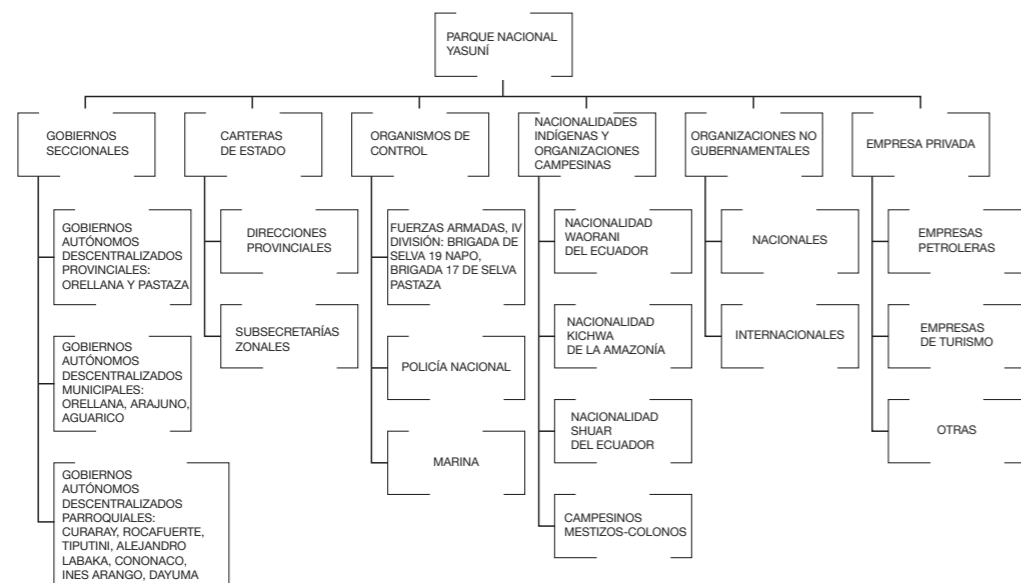 PARQUE NACIONAL
YASUNÍ
GOBIERNOS
SECCIONALES
CARTERAS
DE ESTADO
ORGANISMOS DE
CONTROL
NACIONALIDADES
INDÍGENAS Y
ORGANIZACIONES
CAMPESINAS
ORGANIZACIONES NO
GUBERNAMENTALES
EMPRESA PRIVADA
GOBIERNOS
AUTÓNOMOS
DESCENTRALIZADOS
PROVINCIALES:
ORELLANA Y PASTAZA
GOBIERNOS
AUTÓNOMOS
DESCENTRALIZADOS
MUNICIPALES:
ORELLANA, ARAJUNO,
AGUARICO
GOBIERNOS
AUTÓNOMOS
DESCENTRALIZADOS
PARROQUIALES:
CURARAY, ROCAFUERTE,
TIPUTINI, ALEJANDRO
LABAKA, CONONACO,
INES ARANGO, DAYUMA
DIRECCIONES
PROVINCIALES
SUBSECRETARÍAS
ZONALES
FUERZAS ARMADAS, IV
DIVISIÓN: BRIGADA DE
SELVA 19 NAPO,
BRIGADA 17 DE SELVA
PASTAZA
POLICÍA NACIONAL
MARINA
NACIONALIDAD
WAORANI
DEL ECUADOR
NACIONALIDAD
KICHWA
DE LA AMAZONÍA
NACIONALIDAD
SHUAR
DEL ECUADOR
CAMPESINOS
MESTIZOS-COLONOS
NACIONALES
INTERNACIONALES
EMPRESAS
PETROLERAS
EMPRESAS
DE TURISMO
OTRAS